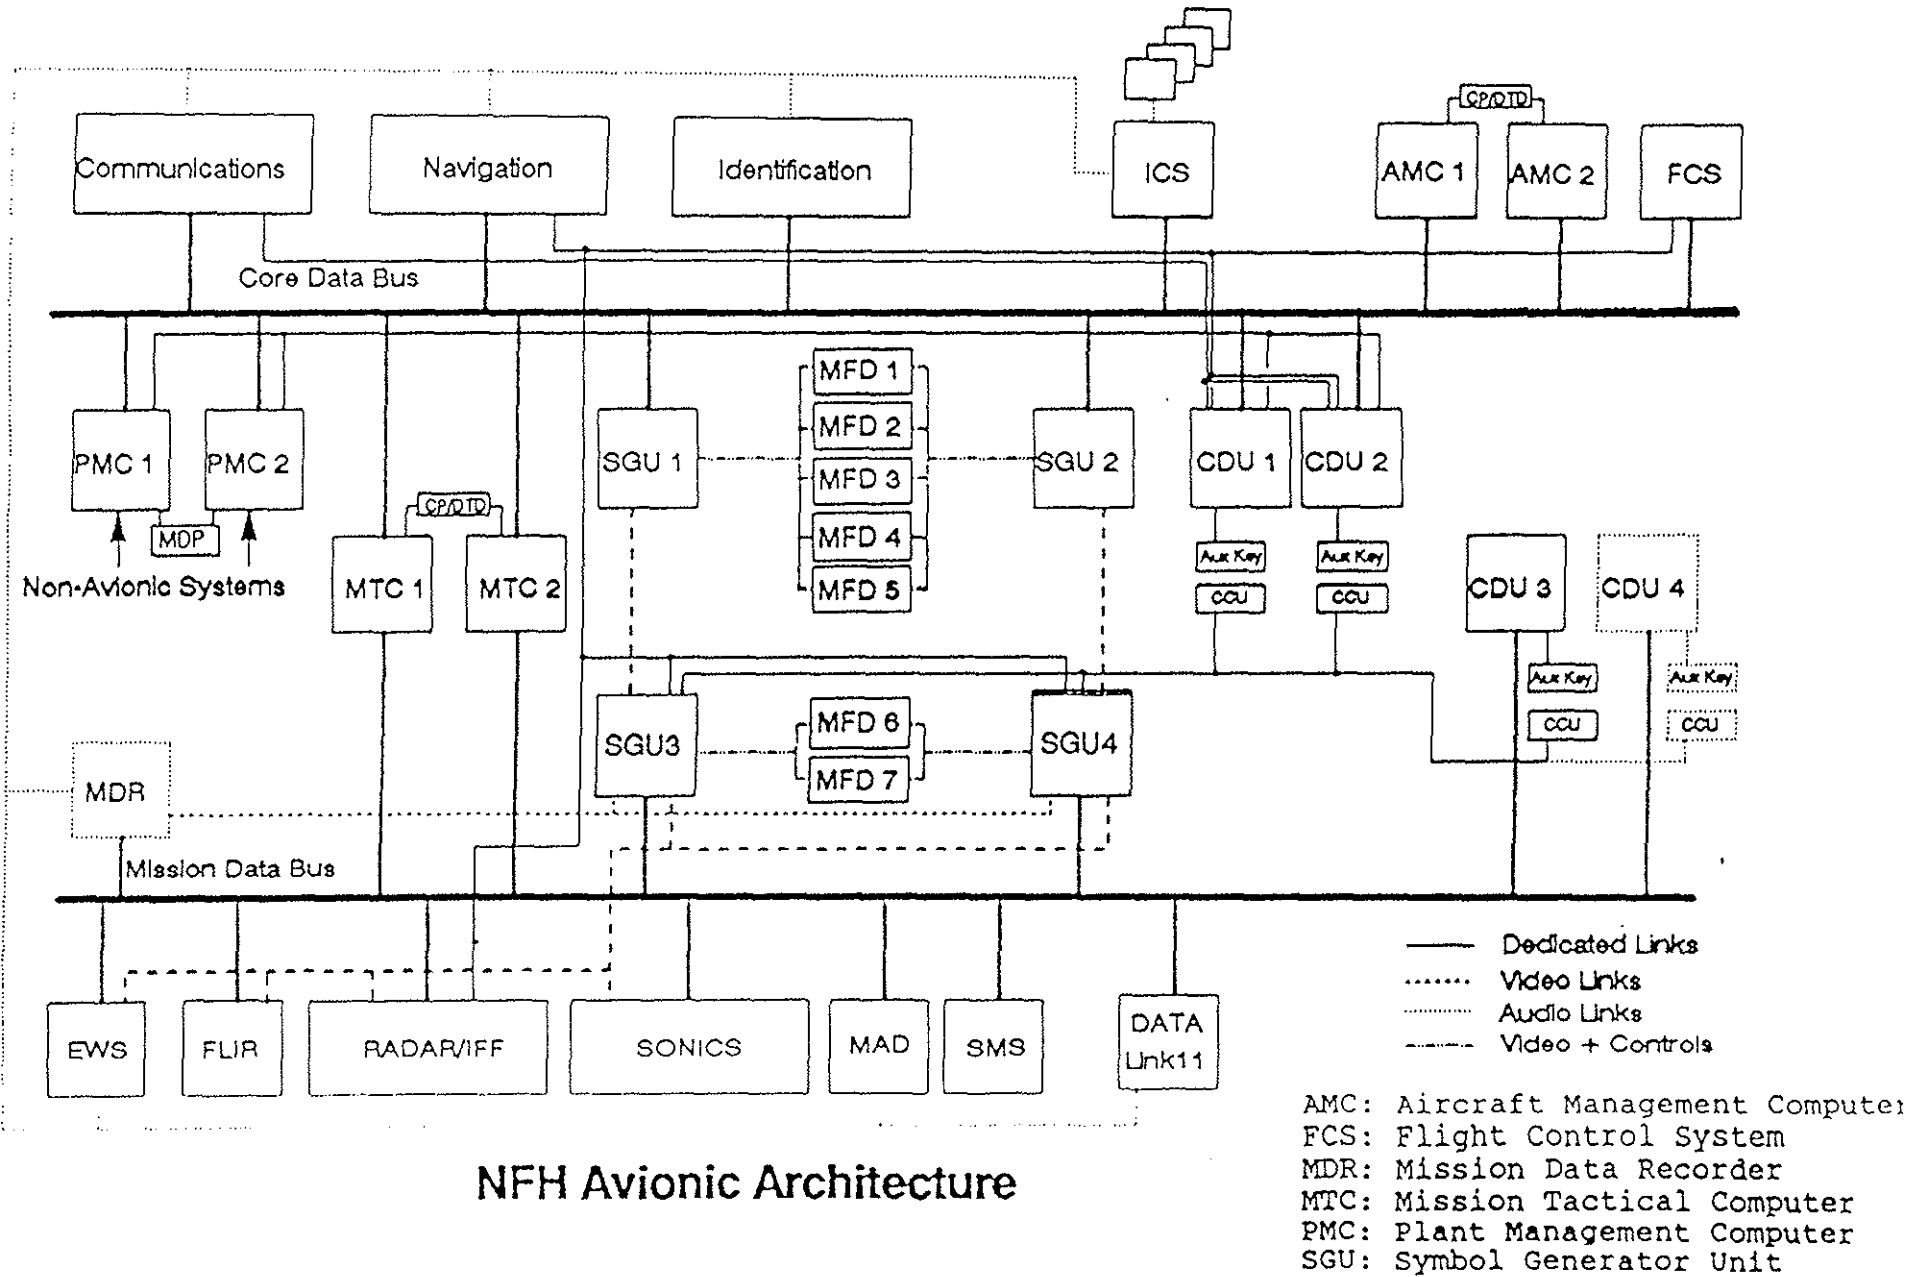 CP/DTD
Communications
Navigation
Identification
ICS
AMC 1
AMC 2
FCS
Core Data Bus
MFD 1
MFD 2
MFD 3
MFD 4
MFD 5
PMC 1
PMC 2
SGU 1
SGU 2
CDU 1
CDU 2
CP/DTD
MDP
Non-Avionic Systems
MTC 1
MTC 2
Aux Key
Aux Key
CCU
CCU
CDU 3
CDU 4
Aux Key
Aux Key
CCU
CCU
SGU3
MFD 6
MFD 7
SGU4
MDR
Mission Data Bus
EWS
FLIR
RADAR/IFF
SONICS
MAD
SMS
DATA
Link11
Dedicated Links
Video Links
Audio Links
Video + Controls
AMC: Aircraft Management Computer
FCS: Flight Control System
MDR: Mission Data Recorder
MTC: Mission Tactical Computer
PMC: Plant Management Computer
SGU: Symbol Generator Unit
NFH Avionic Architecture